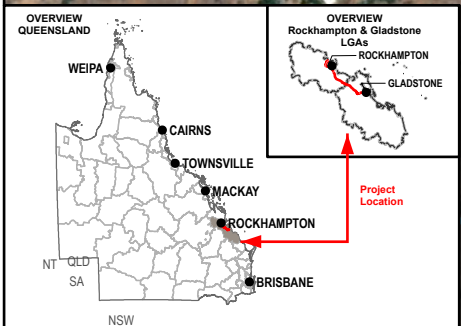 OVERVIEW
QUEENSLAND
WEIPA
CAIRNS
TOWNSVILLE
MACKAY
ROCKHAMPTON
BRISBANE
NT QLD
SA
NSW
OVERVIEW
Rockhampton & Gladstone
LGAs
ROCKHAMPTON
GLADSTONE
Project
Location